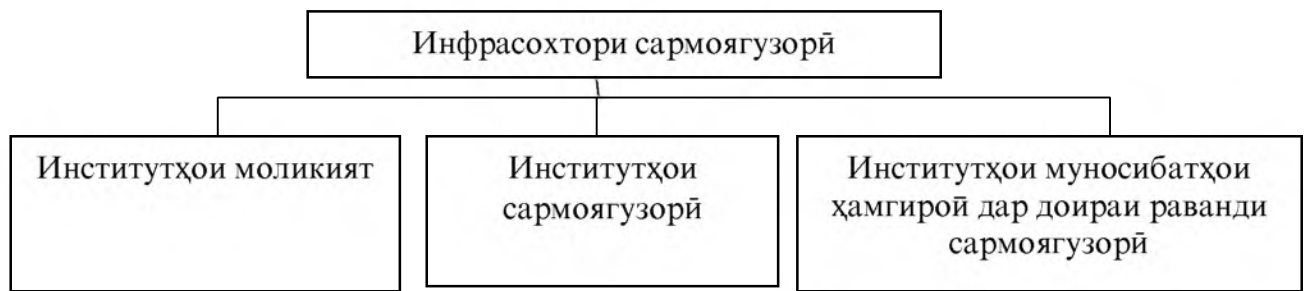 Инфрасохтори сармоягузорӣ
Институтҳои моликият
Институтҳои
сармоягузорӣ
Институтҳои муносибатҳои
ҳамгироӣ дар доираи раванди
сармоягузорӣ